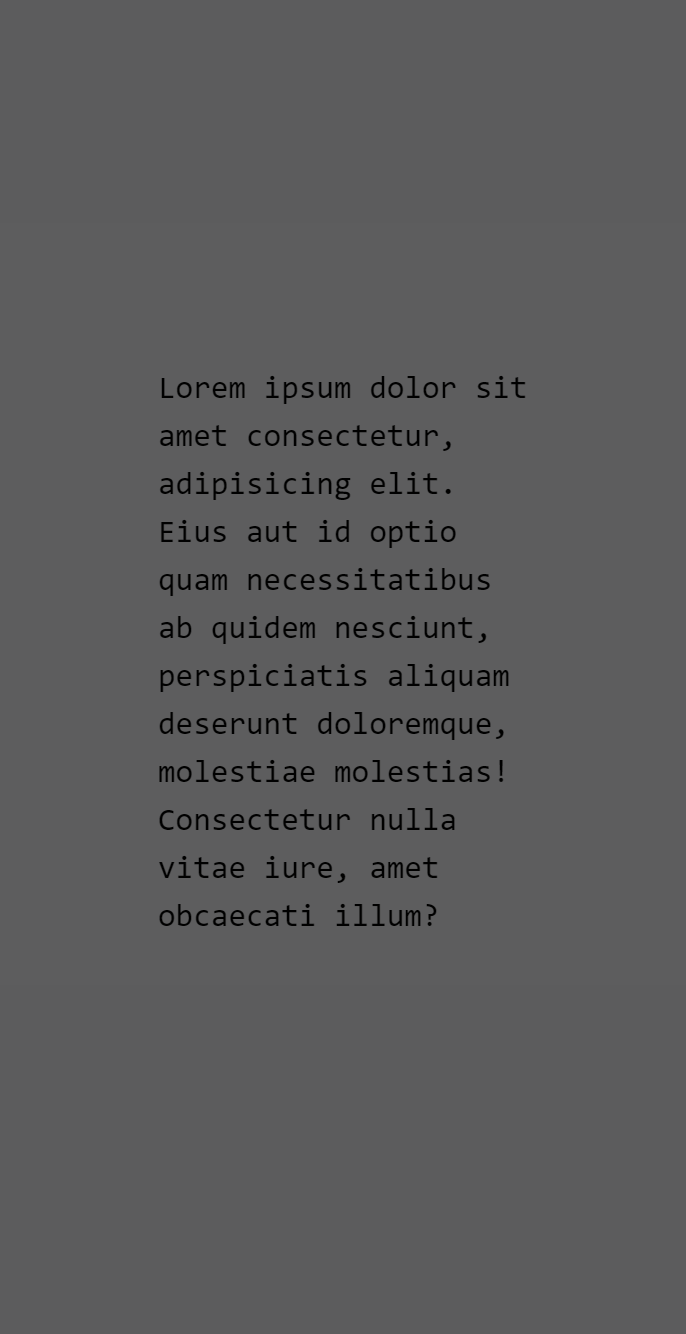 Lorem ipsum dolor sit
amet consectetur,
adipisicing elit.
Eius aut id optio
quam necessitatibus
ab quidem nesciunt,
perspiciatis aliquam
deserunt doloremque,
molestiae molestias!
Consectetur nulla
vitae iure, amet
obcaecati illum?